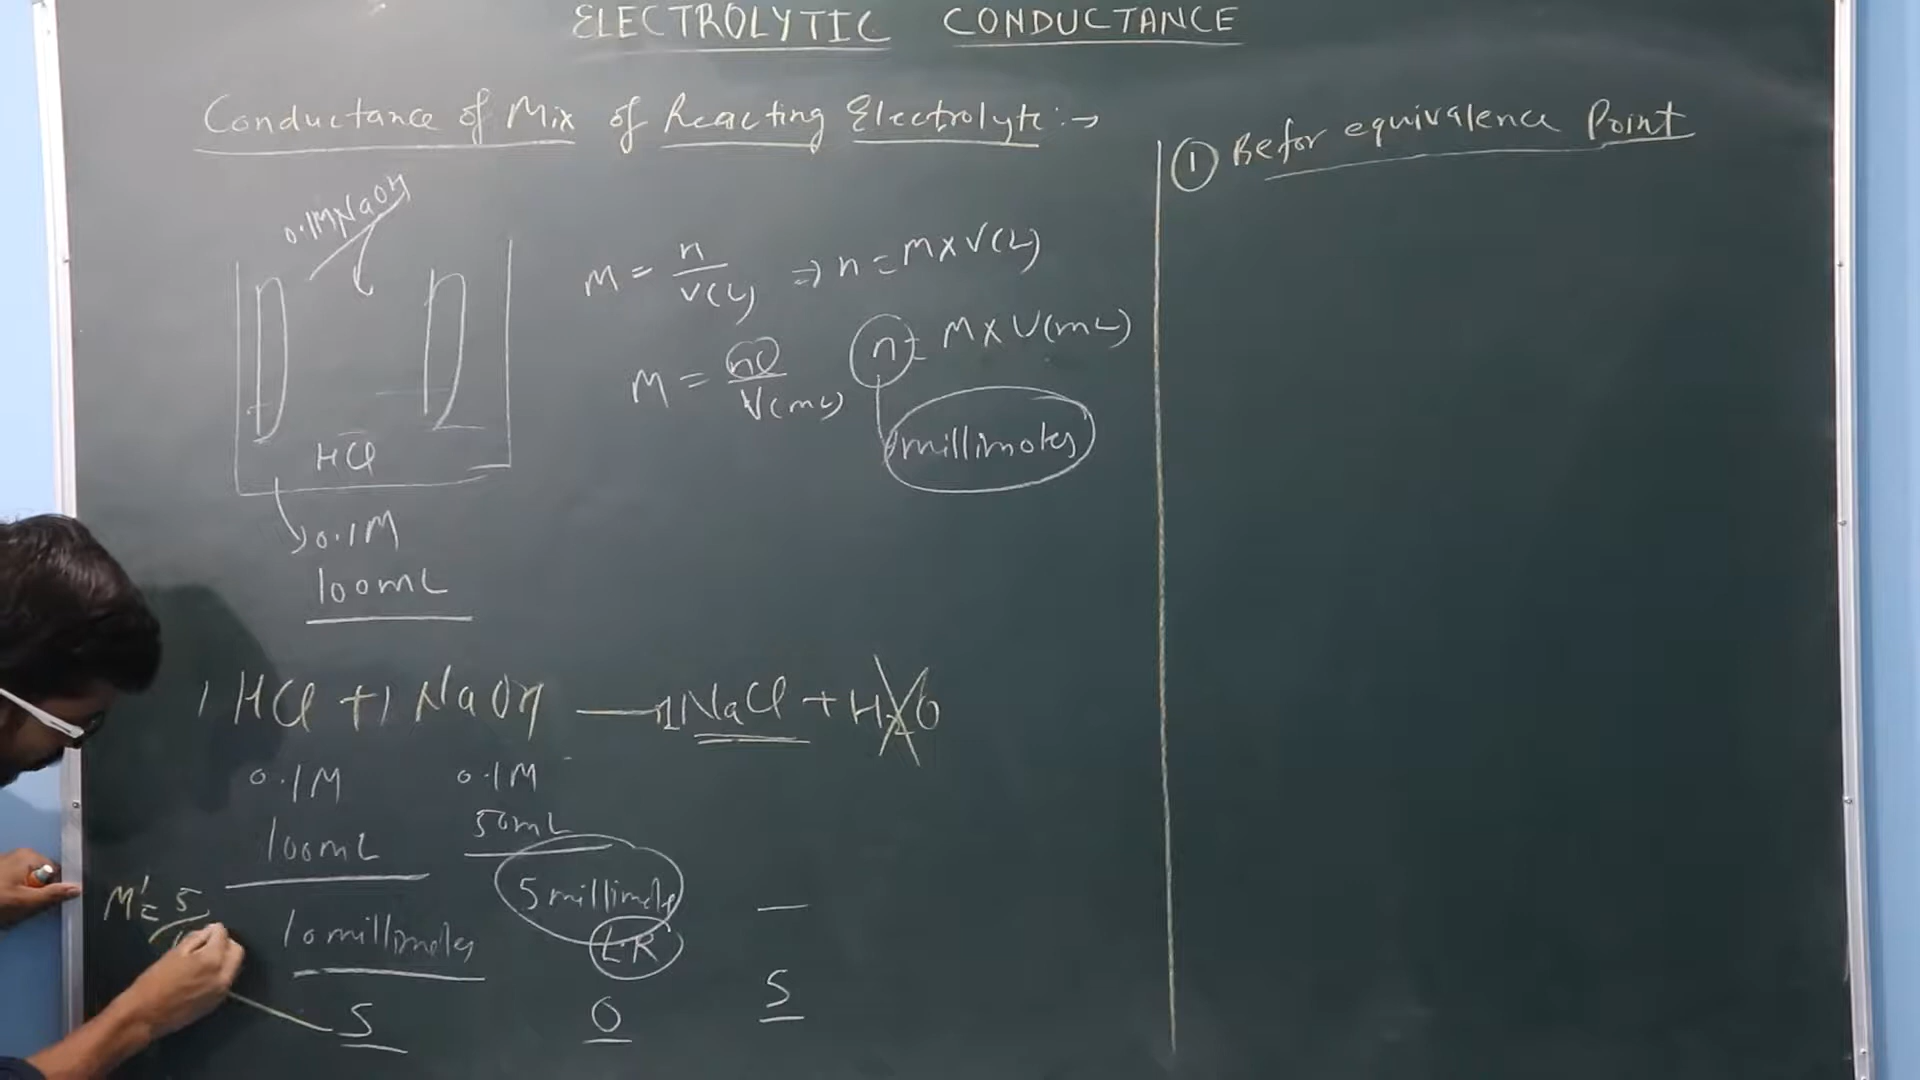 ELECTROLYTIC CONDUCTANCE
Conductance of Mix of Reacting Electrolyte :→
0.1M NaOH
HCl
0.1M
100mL
M = n/V(L) => n = M×V(L)
M = n/V(mL)
n = M×V(mL)
millimoles
1 HCl + 1 NaOH → 1 NaCl + H2O
0.1M 0.1M
100mL 50mL
10 millimoles 5 millimole —
L.R
5 0 5
M' = 5/
① Befor equivalence Point